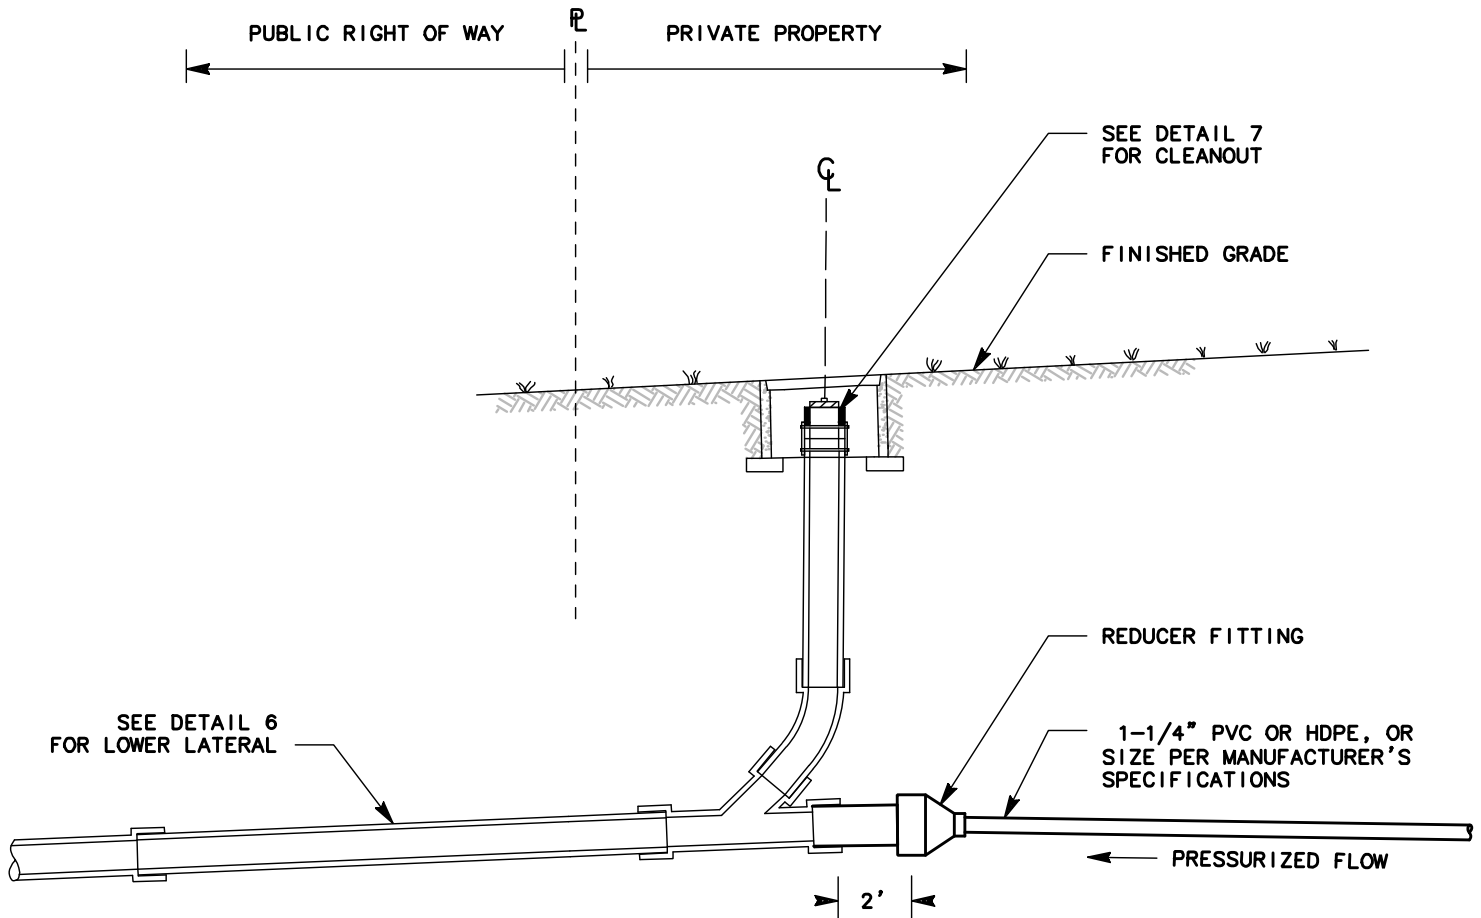 PL
PUBLIC RIGHT OF WAY
PRIVATE PROPERTY
SEE DETAIL 7
FOR CLEANOUT
CL
FINISHED GRADE
REDUCER FITTING
SEE DETAIL 6
FOR LOWER LATERAL
1-1/4" PVC OR HDPE, OR
SIZE PER MANUFACTURER'S
SPECIFICATIONS
PRESSURIZED FLOW
2'